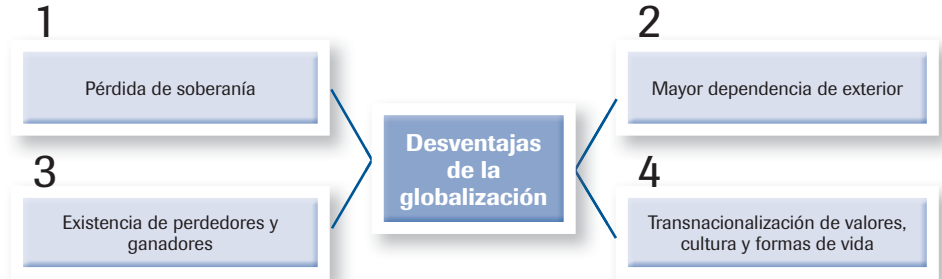 1
Pérdida de soberanía
2
Mayor dependencia de exterior
Desventajas
de la
globalización
3
Existencia de perdedores y
ganadores
4
Transnacionalización de valores,
cultura y formas de vida